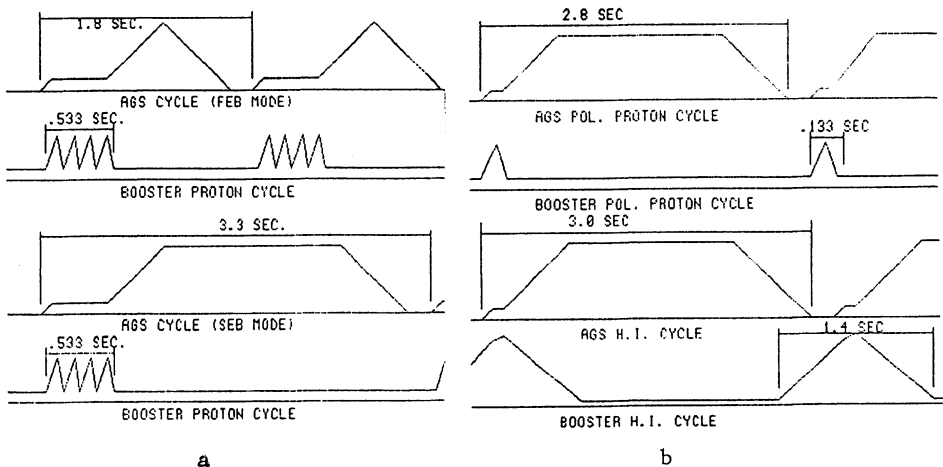 1.8 SEC.
AGS CYCLE (FEB MODE)
.533 SEC.
BOOSTER PROTON CYCLE
3.3 SEC.
AGS CYCLE (SEB MODE)
.533 SEC.
BOOSTER PROTON CYCLE
a
2.8 SEC
AGS POL. PROTON CYCLE
.133 SEC
BOOSTER POL. PROTON CYCLE
3.0 SEC
AGS H.I. CYCLE
1.4 SEC
BOOSTER H.I. CYCLE
b